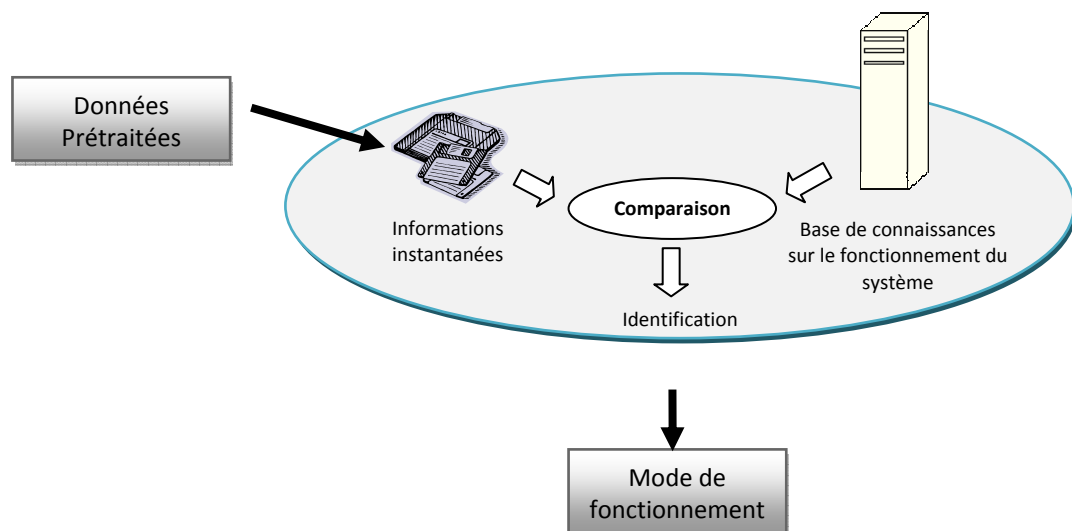 Données
Prétraitées
Informations
instantanées
Comparaison
Base de connaissances
sur le fonctionnement du
système
Identification
Mode de
fonctionnement